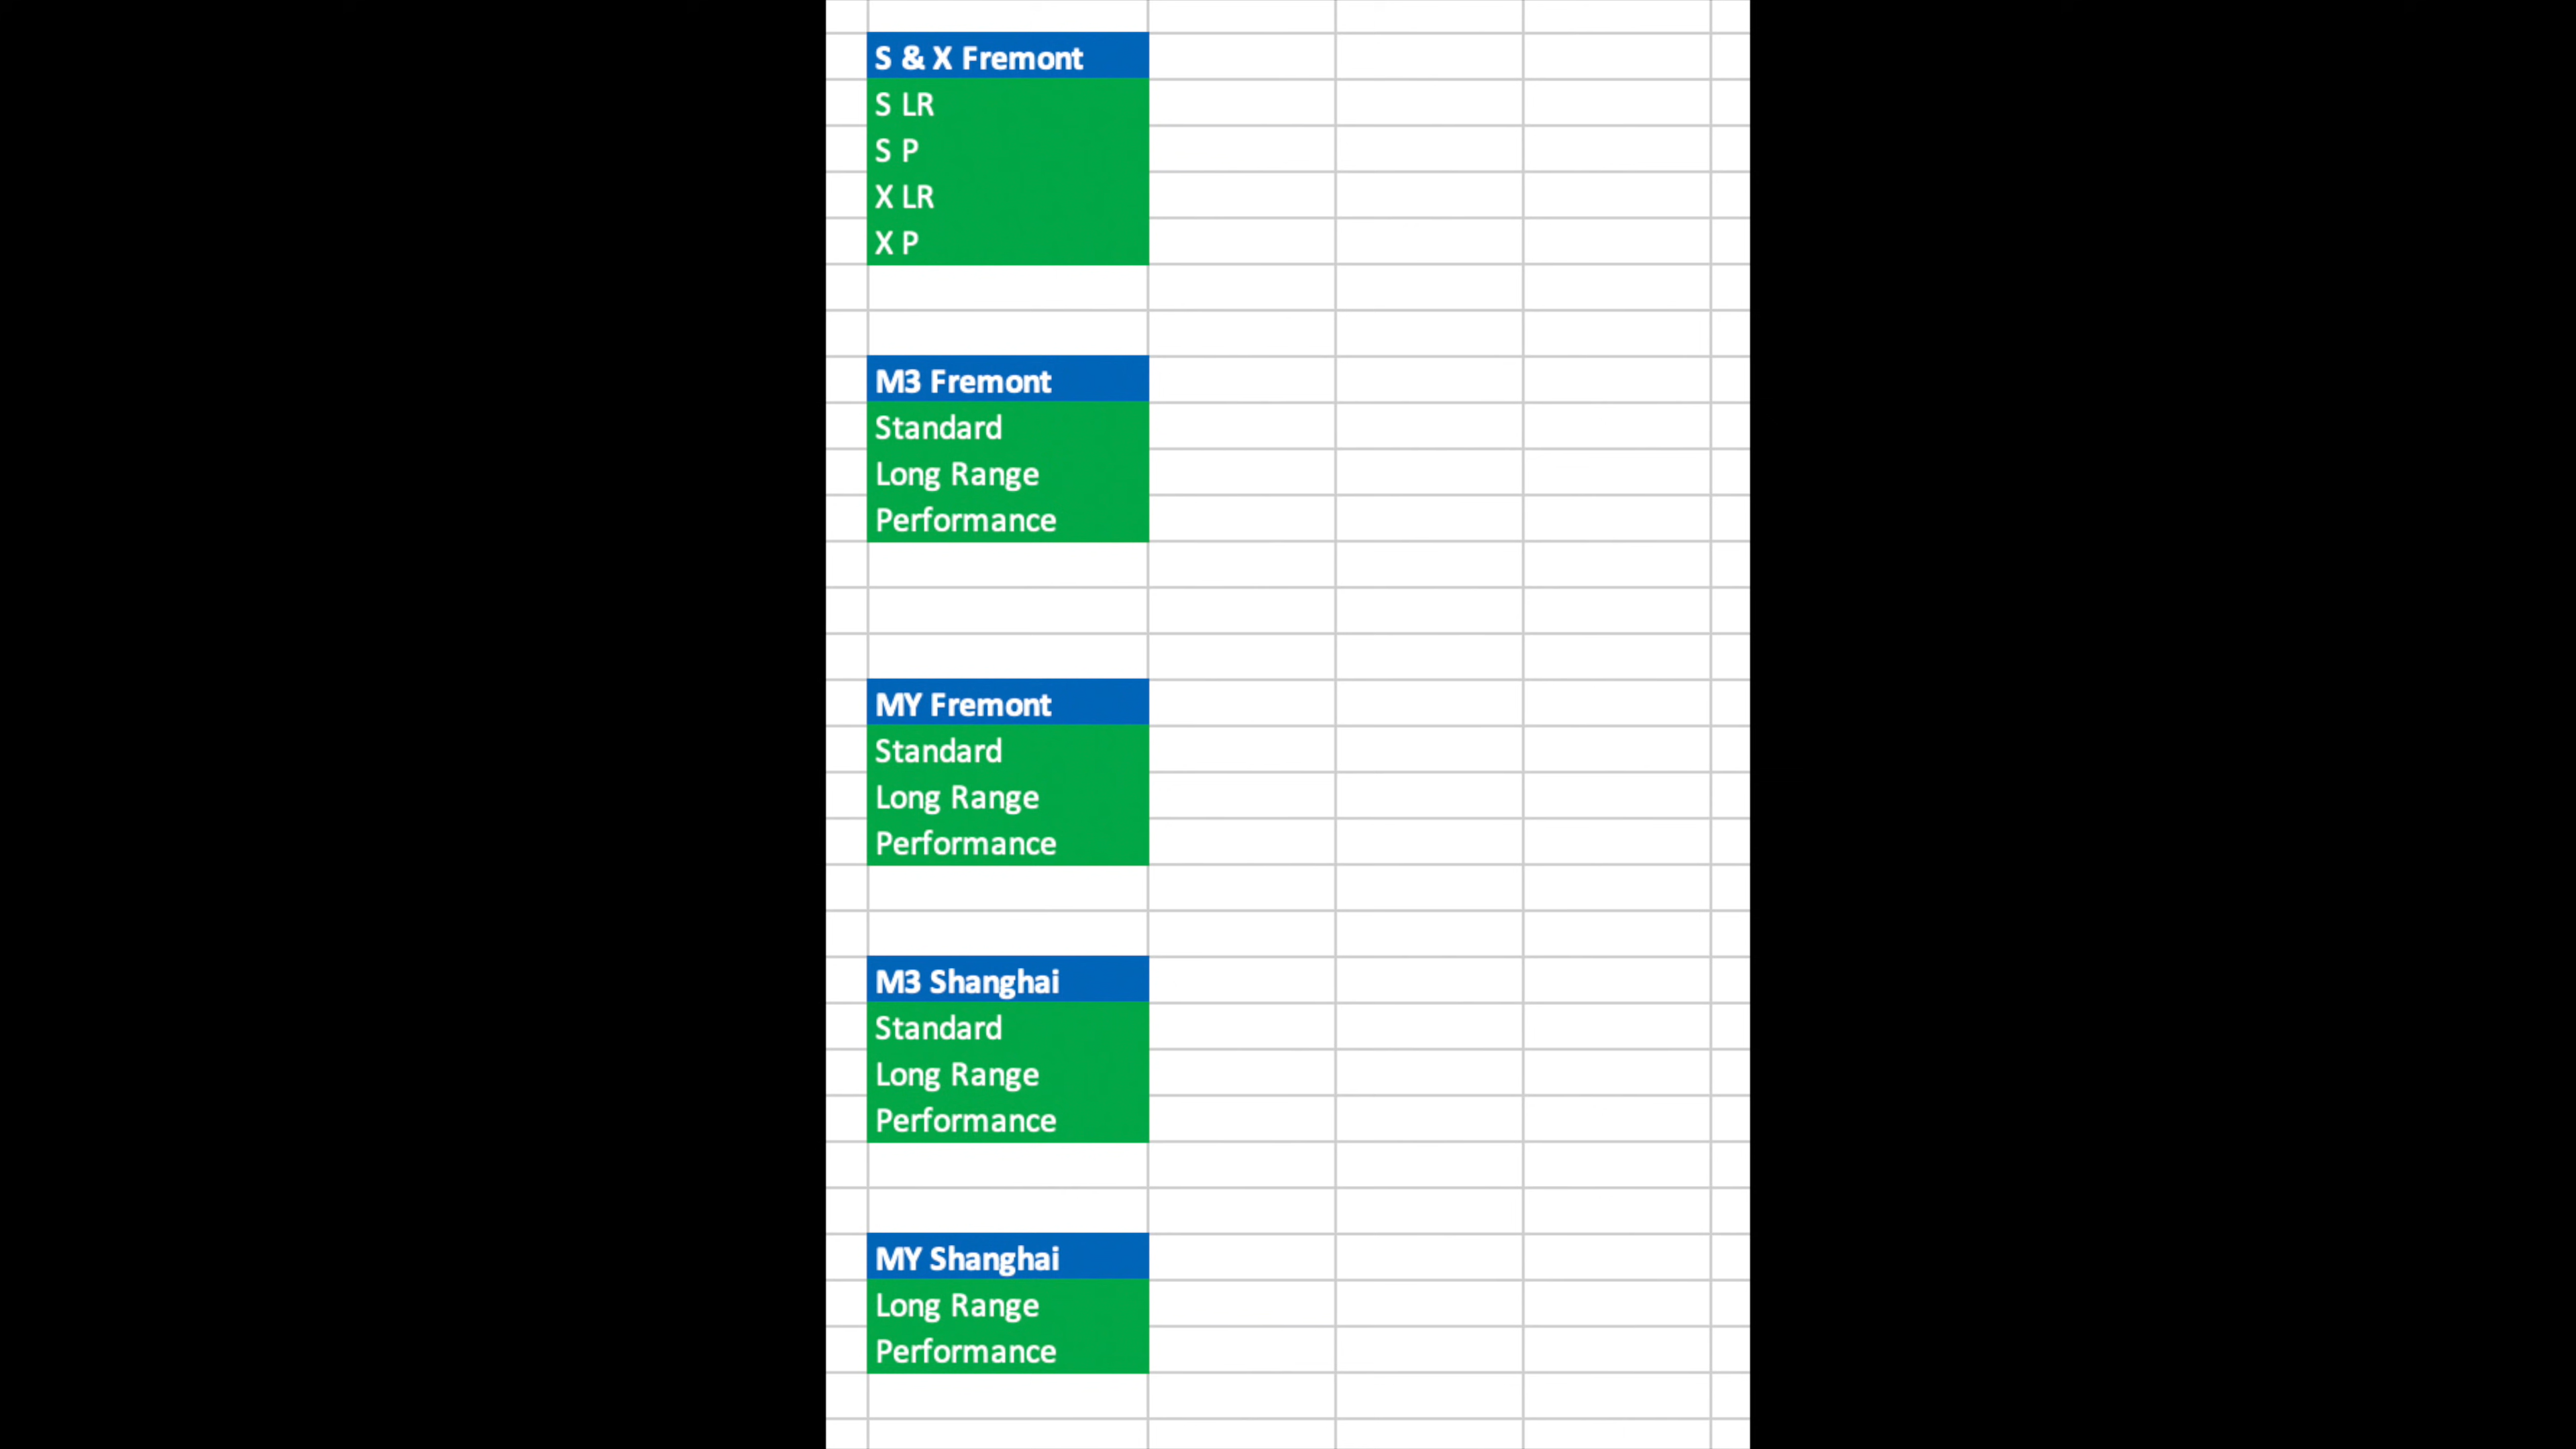 S & X Fremont
S LR
S P
X LR
X P
M3 Fremont
Standard
Long Range
Performance
MY Fremont
Standard
Long Range
Performance
M3 Shanghai
Standard
Long Range
Performance
MY Shanghai
Long Range
Performance